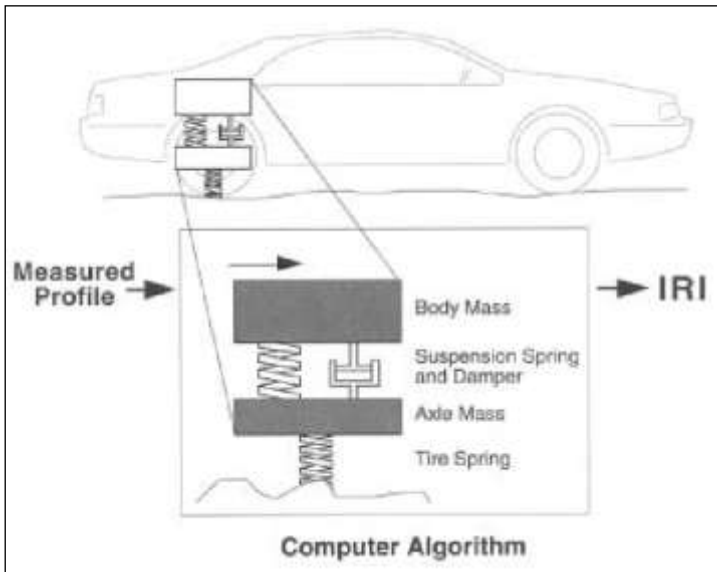 Measured
Profile
IRI
Body Mass
Suspension Spring
and Damper
Axle Mass
Tire Spring
Computer Algorithm